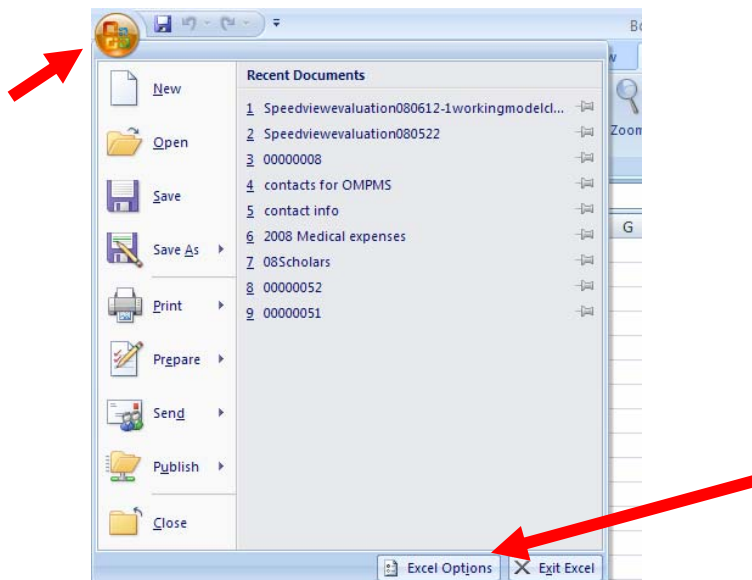 Bo
New
Open
Save
Save As
Print
Prepare
Send
Publish
Close
Recent Documents
1 Speedviewevaluation080612-1workingmodelcl...
2 Speedviewevaluation080522
3 00000008
4 contacts for OMPMS
5 contact info
6 2008 Medical expenses
7 08Scholars
8 00000052
9 00000051
w
Zoom
G
Excel Options
Exit Excel